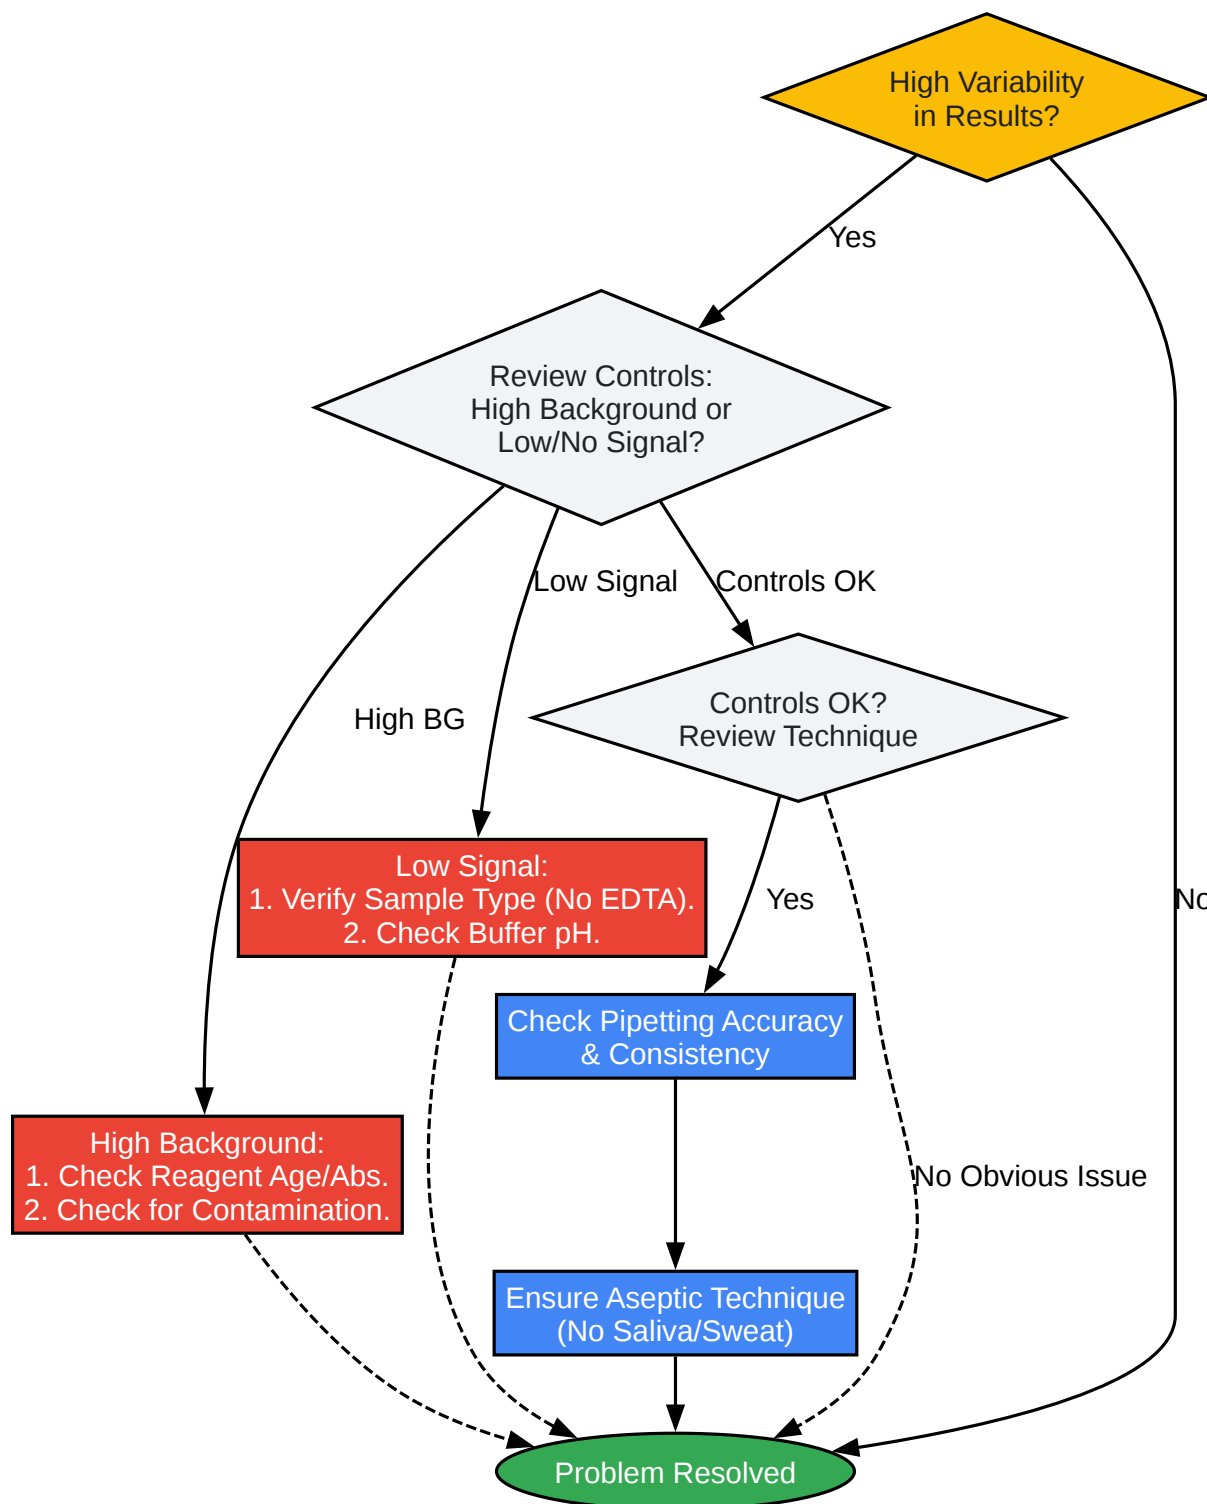 High Variability
in Results?
Yes
Review Controls:
High Background or
Low/No Signal?
Low Signal
Controls OK
High BG
Controls OK?
Review Technique
Low Signal:
1. Verify Sample Type (No EDTA).
2. Check Buffer pH.
Yes
No
Check Pipetting Accuracy
& Consistency
High Background:
1. Check Reagent Age/Abs.
2. Check for Contamination.
No Obvious Issue
Ensure Aseptic Technique
(No Saliva/Sweat)
Problem Resolved